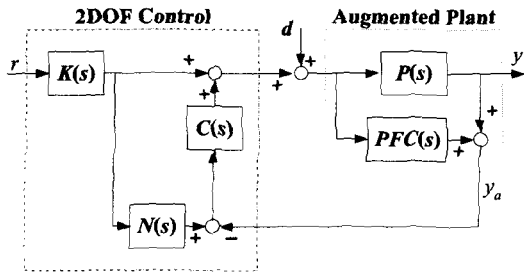 2DOF Control
Augmented Plant
d
r
K(s)
+
+
+
+
P(s)
y
C(s)
PFC(s)
+
+
y_a
N(s)
+
−